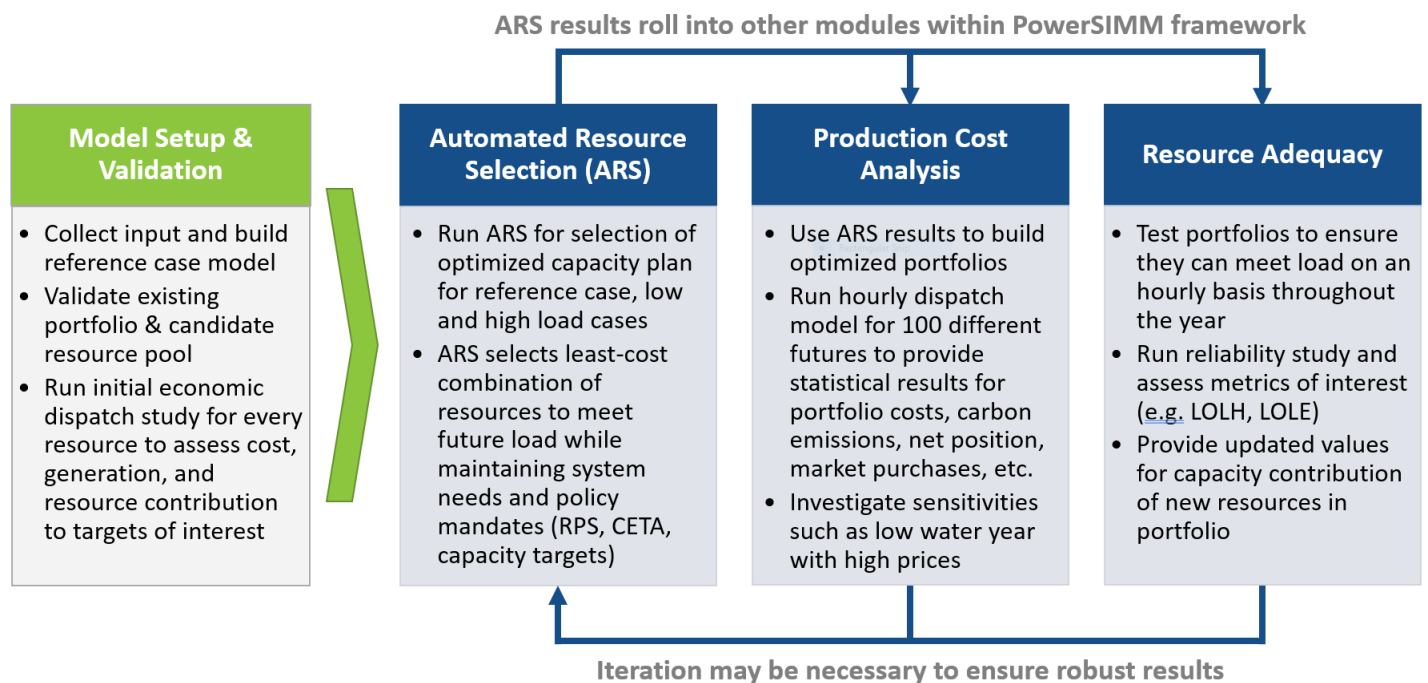 ARS results roll into other modules within PowerSIMM framework
Model Setup &
Validation
• Collect input and build
reference case model
• Validate existing
portfolio & candidate
resource pool
• Run initial economic
dispatch study for every
resource to assess cost,
generation, and
resource contribution
to targets of interest
Automated Resource
Selection (ARS)
• Run ARS for selection of
optimized capacity plan
for reference case, low
and high load cases
• ARS selects least-cost
combination of
resources to meet
future load while
maintaining system
needs and policy
mandates (RPS, CETA,
capacity targets)
Production Cost
Analysis
• Use ARS results to build
optimized portfolios
• Run hourly dispatch
model for 100 different
futures to provide
statistical results for
portfolio costs, carbon
emissions, net position,
market purchases, etc.
• Investigate sensitivities
such as low water year
with high prices
Resource Adequacy
• Test portfolios to ensure
they can meet load on an
hourly basis throughout
the year
• Run reliability study and
assess metrics of interest
(e.g. LOLH, LOLE)
• Provide updated values
for capacity contribution
of new resources in
portfolio
Iteration may be necessary to ensure robust results